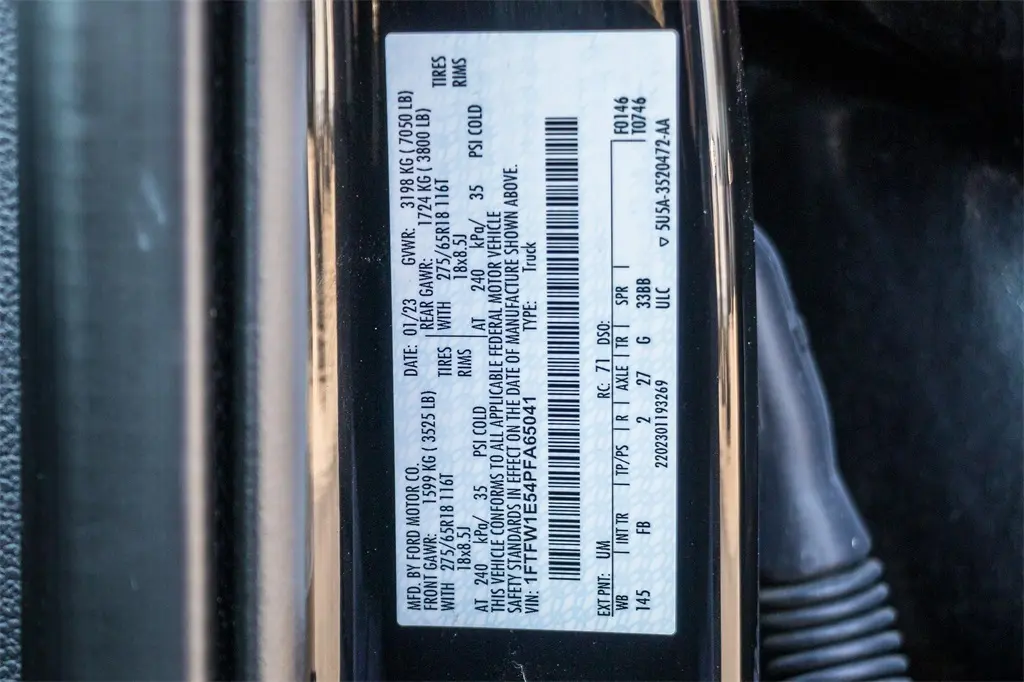 MFD. BY FORD MOTOR CO.
DATE: 01/23 GVWR: 3198 KG ( 7050 LB)
FRONT GAWR: 1599 KG ( 3525 LB)
REAR GAWR: 1724 KG ( 3800 LB)
WITH 275/65R18 116T TIRES
WITH 275/65R18 116T TIRES
18x8.5J RIMS
18x8.5J RIMS
AT 240 kPa/ 35 PSI COLD
AT 240 kPa/ 35 PSI COLD
THIS VEHICLE CONFORMS TO ALL APPLICABLE FEDERAL MOTOR VEHICLE
SAFETY STANDARDS IN EFFECT ON THE DATE OF MANUFACTURE SHOWN ABOVE.
VIN: 1FTFW1E54PFA65041 TYPE: Truck
EXT PNT: UM RC: 71 DSO: F0146
WB INT TR TP/PS R AXLE TR SPR T0746
145 FB 2 27 G 33BB
2202301193269 ULC ▽ 5U5A-3520472-AA